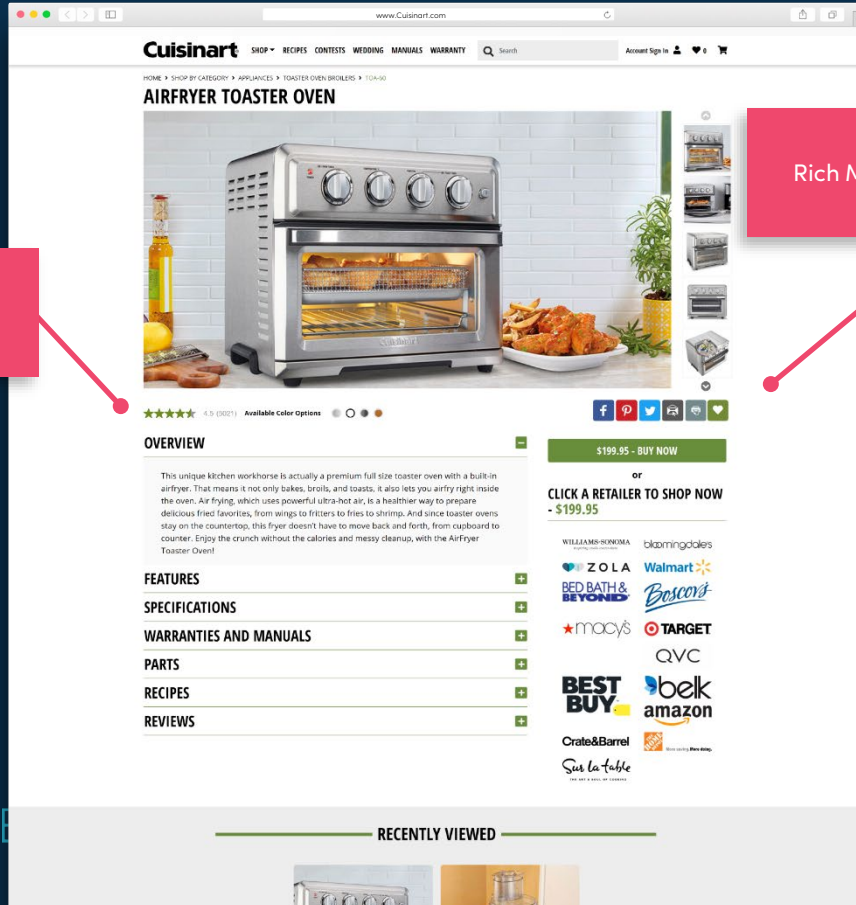 www.Cuisinart.com
Cuisinart SHOP RECIPES CONTESTS WEDDING MANUALS WARRANTY Search Account Sign In 0
HOME > SHOP BY CATEGORY > APPLIANCES > TOASTER OVEN BROILERS > TOA-60
AIRFRYER TOASTER OVEN
Rich M
Cuisinart
4.5 (5021) Available Color Options
OVERVIEW
This unique kitchen workhorse is actually a premium full size toaster oven with a built-in
airfryer. That means it not only bakes, broils, and toasts, it also lets you airfry right inside
the oven. Air frying, which uses powerful ultra-hot air, is a healthier way to prepare
delicious fried favorites, from wings to fritters to fries to shrimp. And since toaster ovens
stay on the countertop, this fryer doesn't have to move back and forth, from cupboard to
counter. Enjoy the crunch without the calories and messy cleanup, with the AirFryer
Toaster Oven!
FEATURES
SPECIFICATIONS
WARRANTIES AND MANUALS
PARTS
RECIPES
REVIEWS
$199.95 - BUY NOW
or
CLICK A RETAILER TO SHOP NOW
- $199.95
WILLIAMS-SONOMA bloomingdale's
ZOLA Walmart
BED BATH &
BEYOND Boscov's
macy's TARGET
QVC
BEST
BUY belk
amazon
Crate&Barrel More saving. More doing.
Sur la table
RECENTLY VIEWED